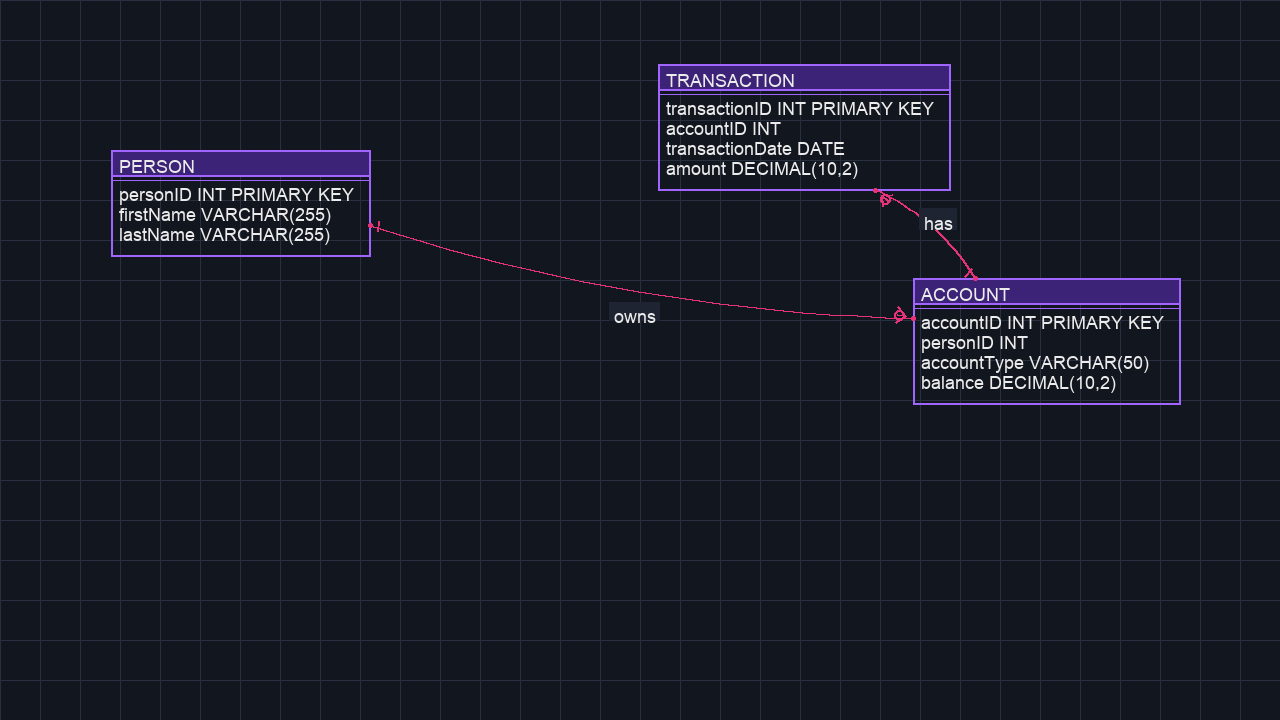 TRANSACTION
transactionID INT PRIMARY KEY
accountID INT
transactionDate DATE
amount DECIMAL(10,2)
PERSON
personID INT PRIMARY KEY
firstName VARCHAR(255)
lastName VARCHAR(255)
has
owns
ACCOUNT
accountID INT PRIMARY KEY
personID INT
accountType VARCHAR(50)
balance DECIMAL(10,2)